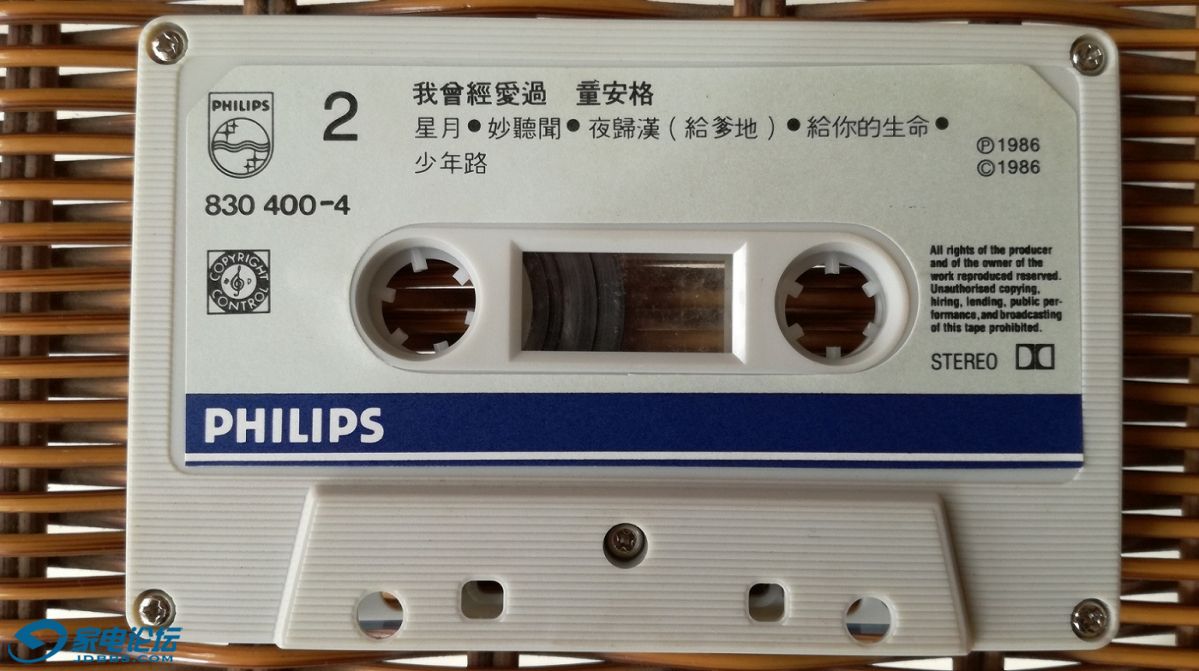 PHILIPS
2
我曾經愛過 童安格
星月●妙聽聞●夜歸漢(給爹地)●給你的生命●
少年路
Ⓟ1986
©1986
830 400-4
COPYRIGHT
CONTROL
All rights of the producer
and of the owner of the
work reproduced reserved.
Unauthorised copying,
hiring, lending, public per-
formance, and broadcasting
of this tape prohibited.
STEREO
PHILIPS
家电论坛
JDBBS.COM